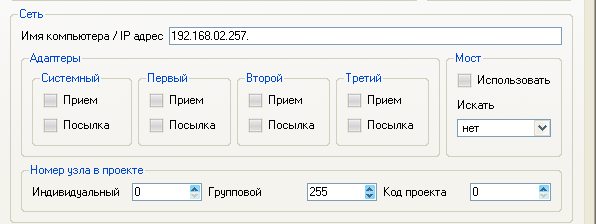 Сеть
Имя компьютера / IP адрес 192.168.02.257.
Адаптеры Мост
Системный Первый Второй Третий Использовать
Прием Прием Прием Прием Искать
Посылка Посылка Посылка Посылка нет
Номер узла в проекте
Индивидуальный 0 Групповой 255 Код проекта 0